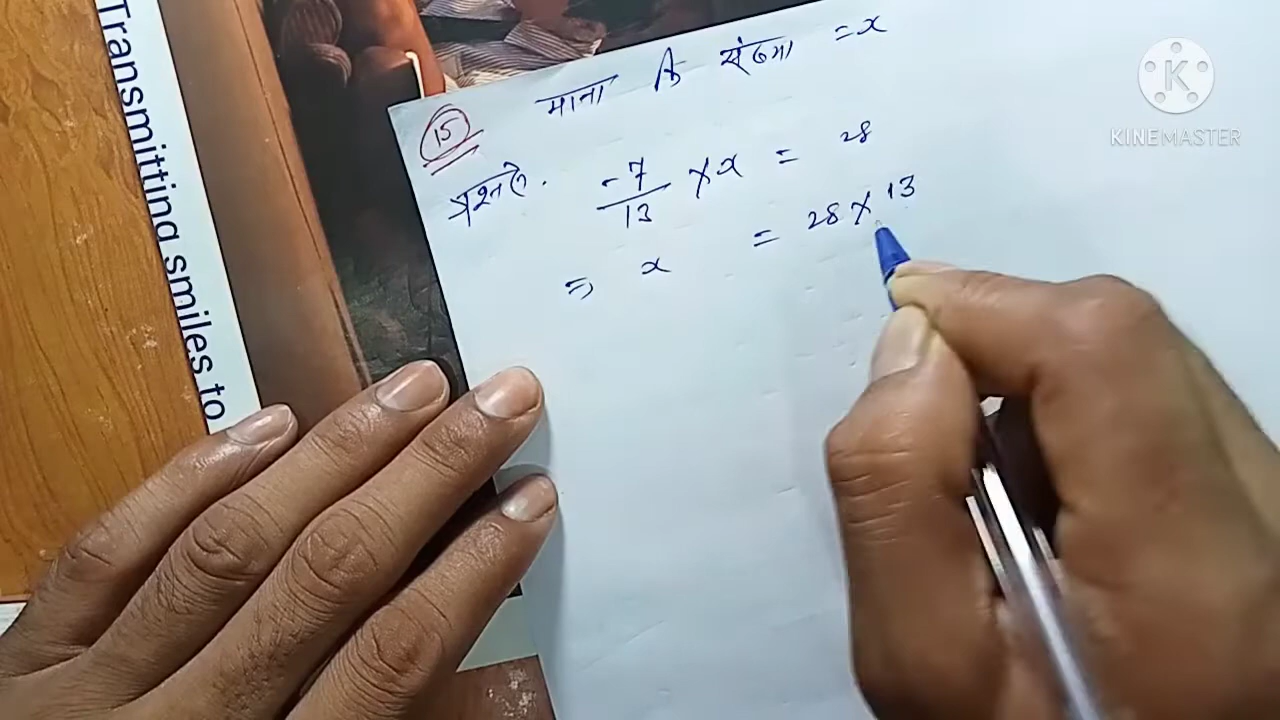 Transmitting smiles to
KINEMASTER
माना कि संख्या = x
15
प्रश्न से. -7/13 × x = 28
⇒ x = 28 × 13